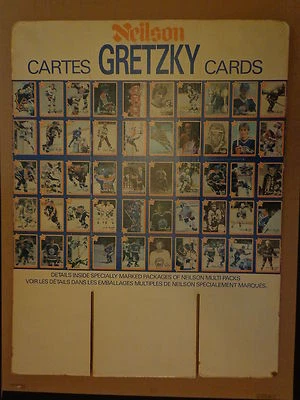 Neilson
CARTES GRETZKY CARDS
DETAILS INSIDE SPECIALLY MARKED PACKAGES OF NEILSON MULTI PACKS
VOIR LES DÉTAILS DANS LES EMBALLAGES MULTIPLES DE NEILSON SPÉCIALEMENT MARQUÉS.